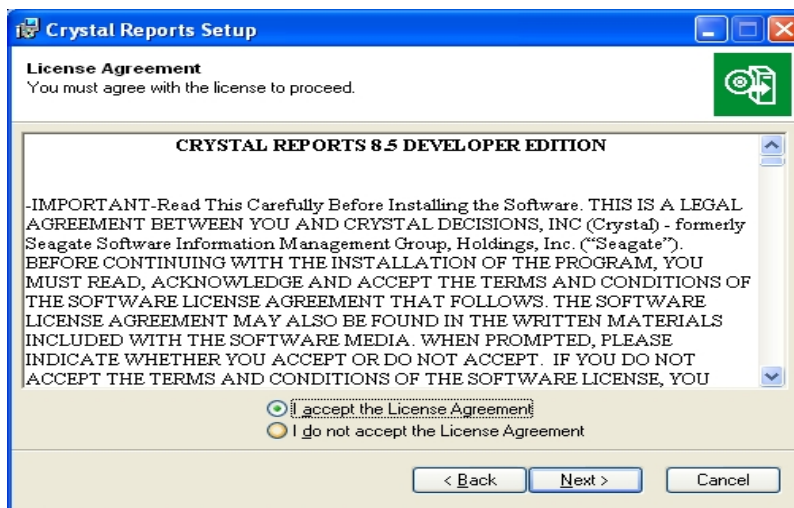 Crystal Reports Setup
License Agreement
You must agree with the license to proceed.
CRYSTAL REPORTS 8.5 DEVELOPER EDITION
-IMPORTANT-Read This Carefully Before Installing the Software. THIS IS A LEGAL
AGREEMENT BETWEEN YOU AND CRYSTAL DECISIONS, INC (Crystal) - formerly
Seagate Software Information Management Group, Holdings, Inc. (“Seagate”).
BEFORE CONTINUING WITH THE INSTALLATION OF THE PROGRAM, YOU
MUST READ, ACKNOWLEDGE AND ACCEPT THE TERMS AND CONDITIONS OF
THE SOFTWARE LICENSE AGREEMENT THAT FOLLOWS. THE SOFTWARE
LICENSE AGREEMENT MAY ALSO BE FOUND IN THE WRITTEN MATERIALS
INCLUDED WITH THE SOFTWARE MEDIA. WHEN PROMPTED, PLEASE
INDICATE WHETHER YOU ACCEPT OR DO NOT ACCEPT. IF YOU DO NOT
ACCEPT THE TERMS AND CONDITIONS OF THE SOFTWARE LICENSE, YOU
I accept the License Agreement
I do not accept the License Agreement
< Back Next > Cancel